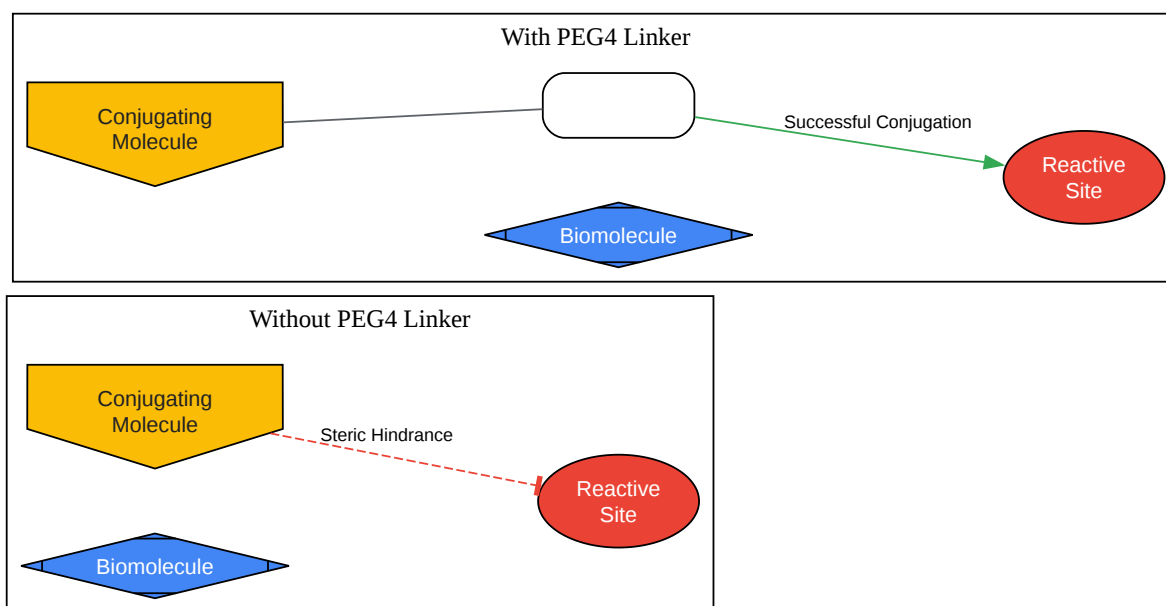 With PEG4 Linker
Conjugating
Molecule
Successful Conjugation
Reactive
Site
Biomolecule
Without PEG4 Linker
Conjugating
Molecule
Steric Hindrance
Reactive
Site
Biomolecule